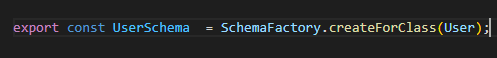 export const UserSchema  = SchemaFactory.createForClass(User);